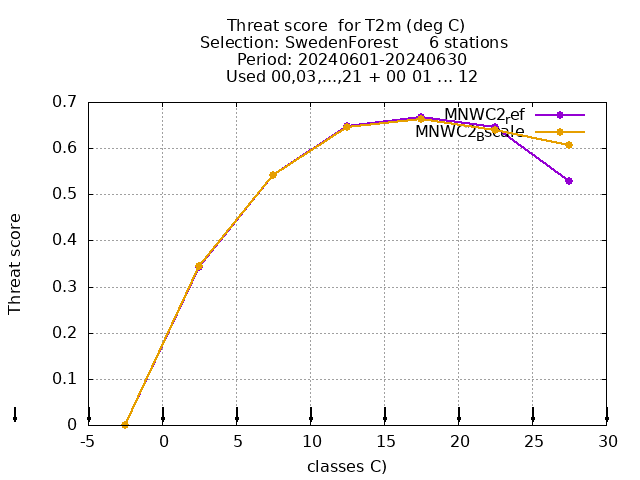 Threat score  for T2m (deg C)
Selection: SwedenForest      6 stations
Period: 20240601-20240630
Used 00,03,...,21 + 00 01 ... 12
MNWC2ref
MNWC2Bscale
0.7
0.6
0.5
0.4
0.3
0.2
0.1
0
Threat score
-5
0
5
10
15
20
25
30
classes C)